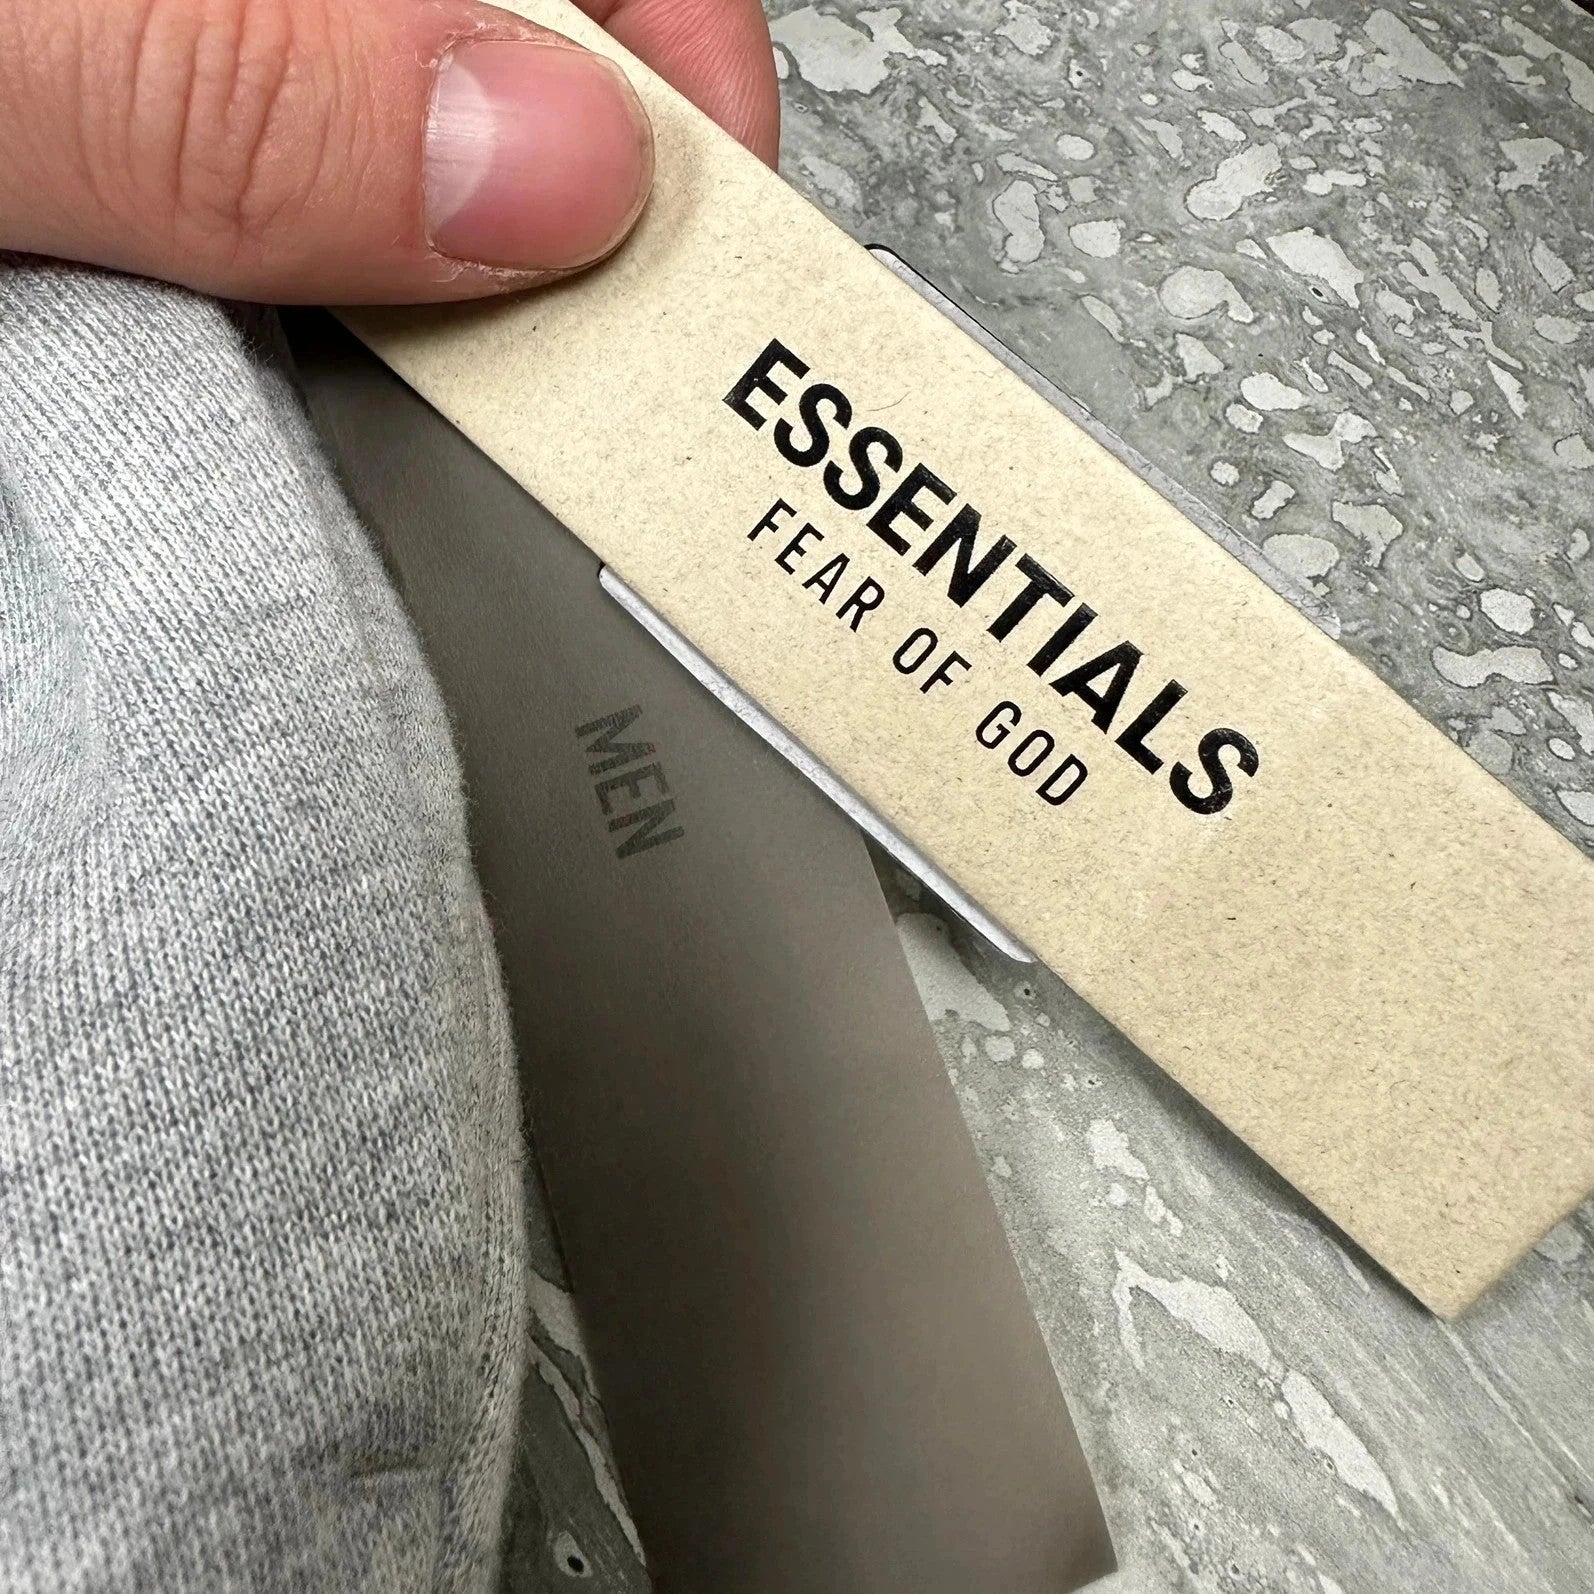 ESSENTIALS
FEAR OF GOD
MEN